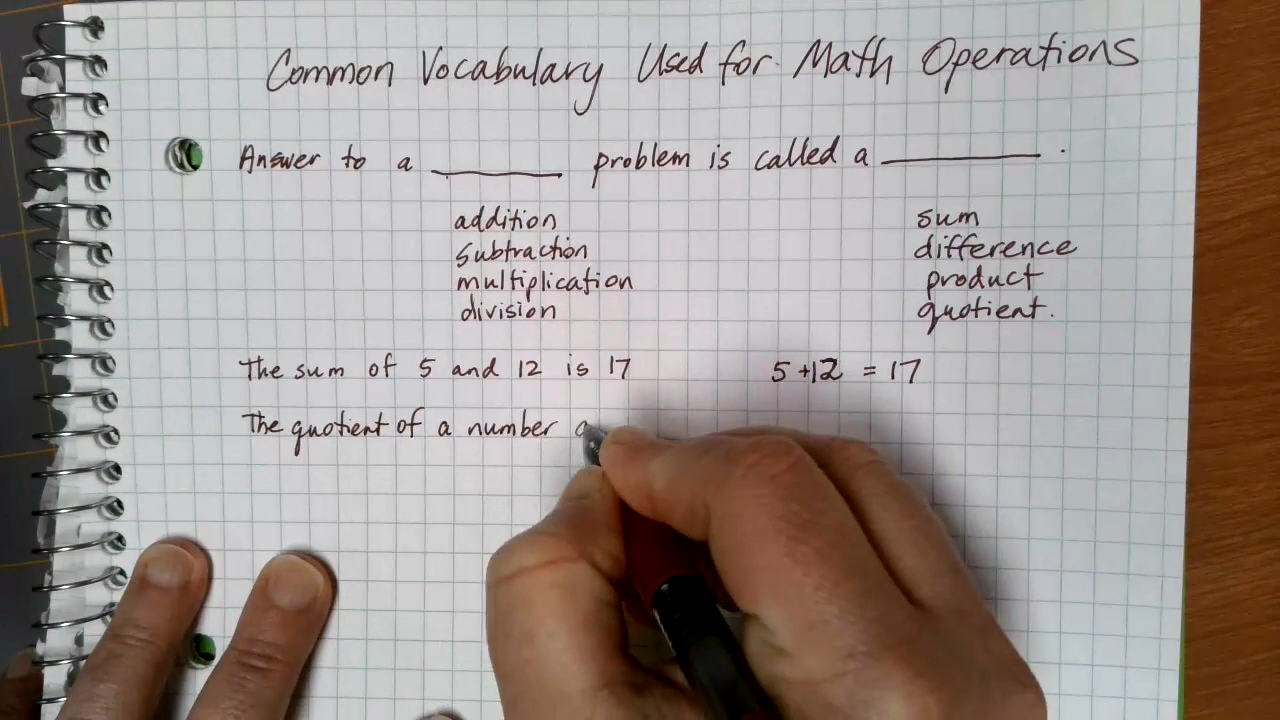 Common Vocabulary Used for Math Operations
Answer to a ________ problem is called a __________ .
addition sum
subtraction difference
multiplication product
division quotient.
The sum of 5 and 12 is 17 5+12 = 17
The quotient of a number a